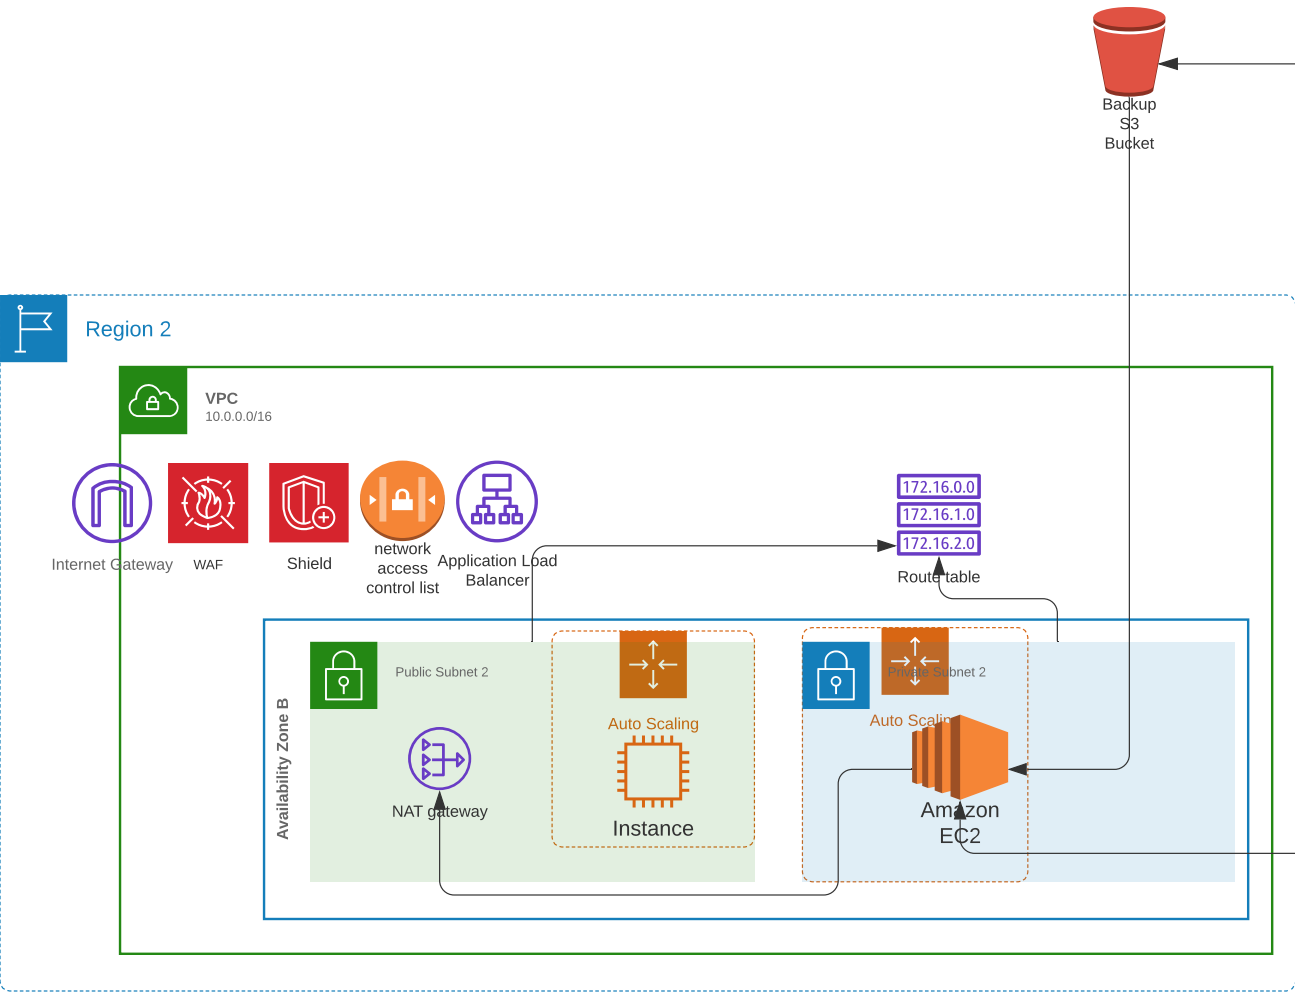 Backup
S3
Bucket
Region 2
VPC
10.0.0.0/16
Internet Gateway
WAF
Shield
network
access
control list
Application Load
Balancer
172.16.0.0
172.16.1.0
172.16.2.0
Route table
Availability Zone B
Public Subnet 2
Auto Scaling
NAT gateway
Instance
Private Subnet 2
Auto Scaling
Amazon
EC2